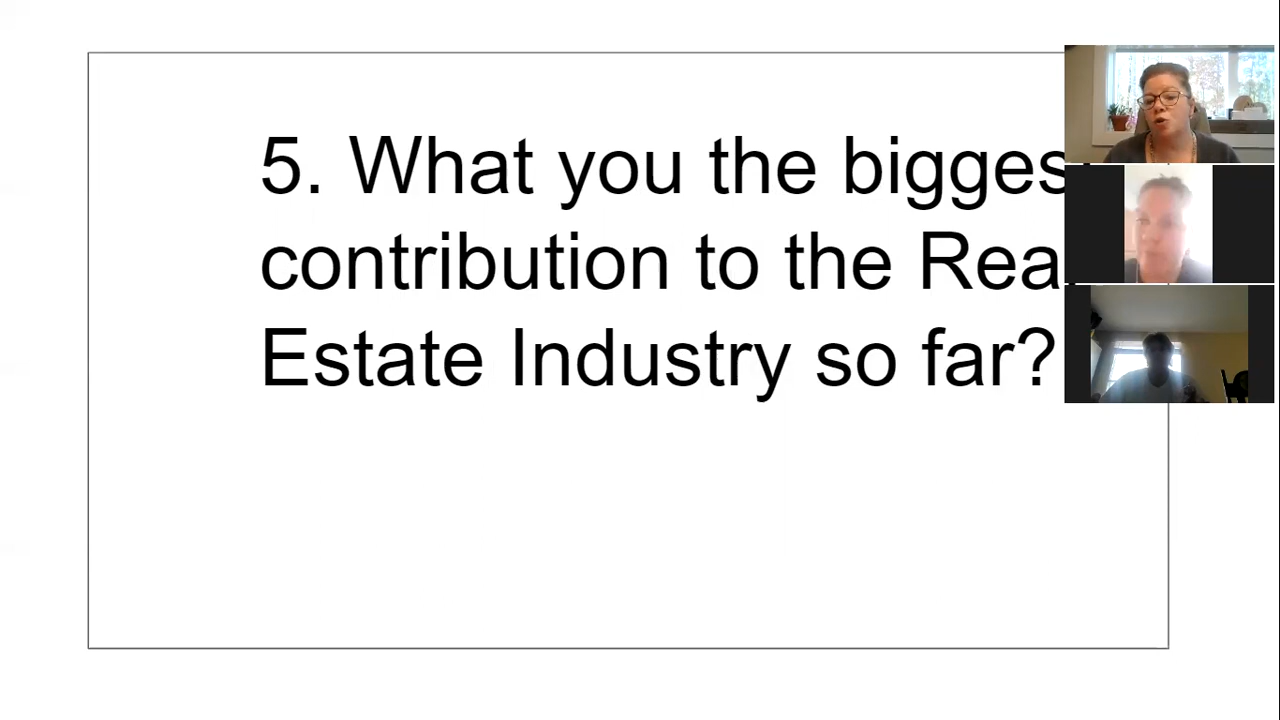 5. What you the bigges
contribution to the Rea
Estate Industry so far?